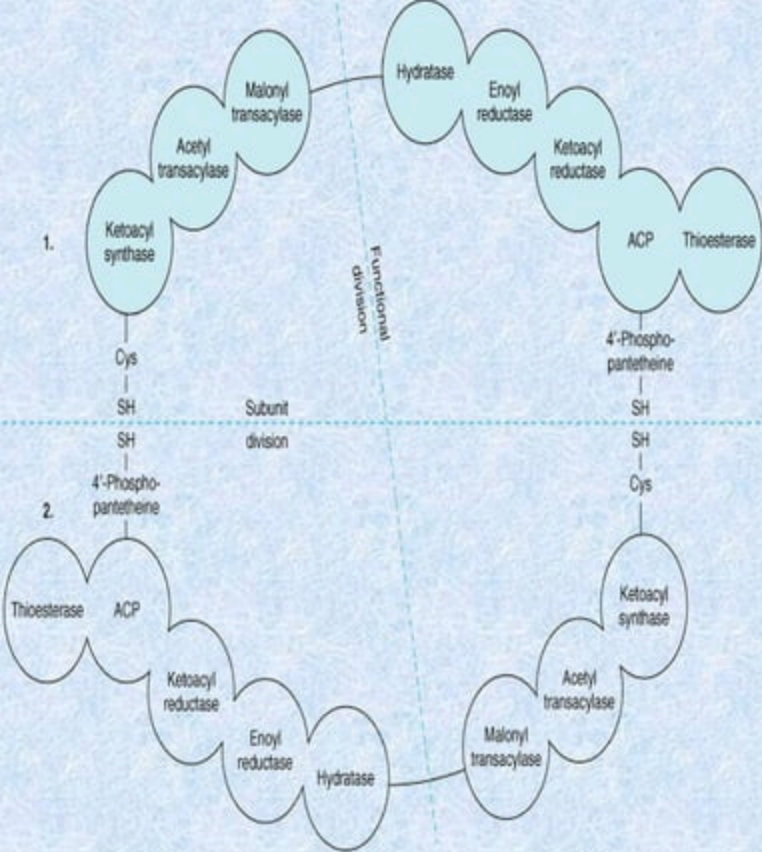 Malonyl
transacylase
Hydratase
Enoyl
reductase
Acetyl
transacylase
Ketoacyl
reductase
1.
Ketoacyl
synthase
ACP
Thioesterase
Functional
division
Cys
SH
4'-Phospho-
pantetheine
SH
Subunit
division
SH
4'-Phospho-
pantetheine
SH
Cys
2.
Thioesterase
ACP
Ketoacyl
synthase
Ketoacyl
reductase
Acetyl
transacylase
Enoyl
reductase
Malonyl
transacylase
Hydratase